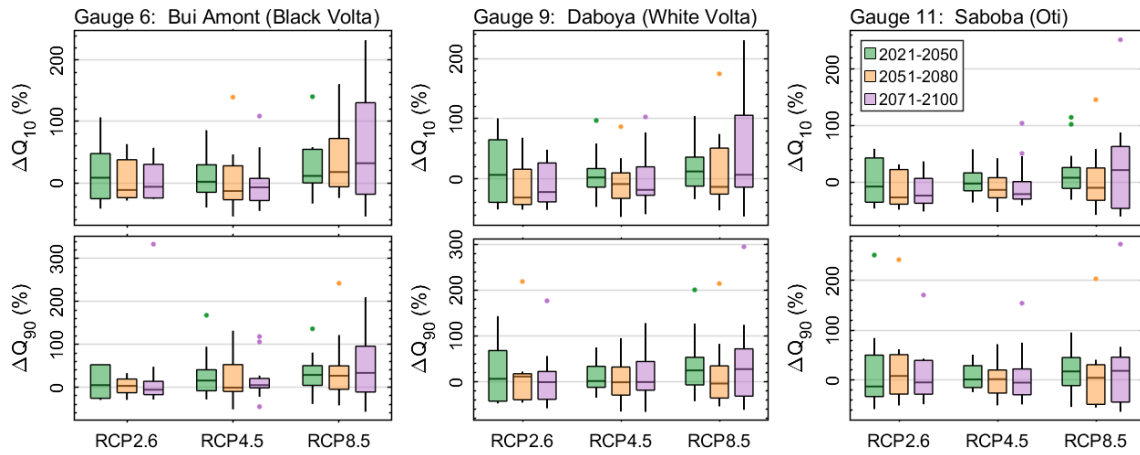 Gauge 6: Bui Amont (Black Volta)
Gauge 9: Daboya (White Volta)
Gauge 11: Saboba (Oti)
ΔQ10 (%)
200
100
0
ΔQ10 (%)
200
100
0
ΔQ10 (%)
200
100
0
2021-2050
2051-2080
2071-2100
ΔQ90 (%)
300
200
100
0
ΔQ90 (%)
300
200
100
0
ΔQ90 (%)
200
100
0
RCP2.6 RCP4.5 RCP8.5
RCP2.6 RCP4.5 RCP8.5
RCP2.6 RCP4.5 RCP8.5